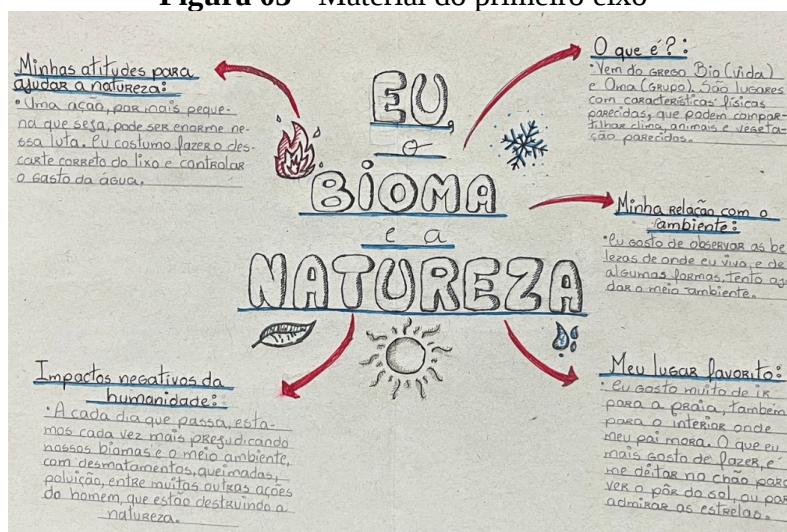 Figura 03 - Material do primeiro eixo
Minhas atitudes para
ajudar a natureza:
• Uma ação, por mais peque-
na que seja, pode ser enorme ne-
ssa luta. Eu costumo fazer o des-
carte correto do lixo e controlar
o gasto da água.
EU,
o
BIOMA
e a
NATUREZA
O que é?:
• Vem do grego Bio (vida)
e Oma (grupo). São lugares
com características físicas
parecidas, que podem compar-
tilhar clima, animais e vegeta-
ção parecidos.
Minha relação com o
ambiente:
• Eu gosto de observar as be
lezas de onde eu vivo, e de
algumas formas, tento aju
dar o meio ambiente.
Impactos negativos da
humanidade:
• A cada dia que passa, esta-
mos cada vez mais prejudicando
nossos biomas e o meio ambiente,
com desmatamentos, queimadas,
poluição, entre muitas outras ações
do homem, que estão destruindo a
natureza.
Meu lugar favorito:
• Eu gosto muito de ir
para a praia, também
para o interior onde
meu pai mora. O que eu
mais gosto de fazer, é
me deitar no chão para
ver o pôr do sol, ou par
admirar as estrelas.